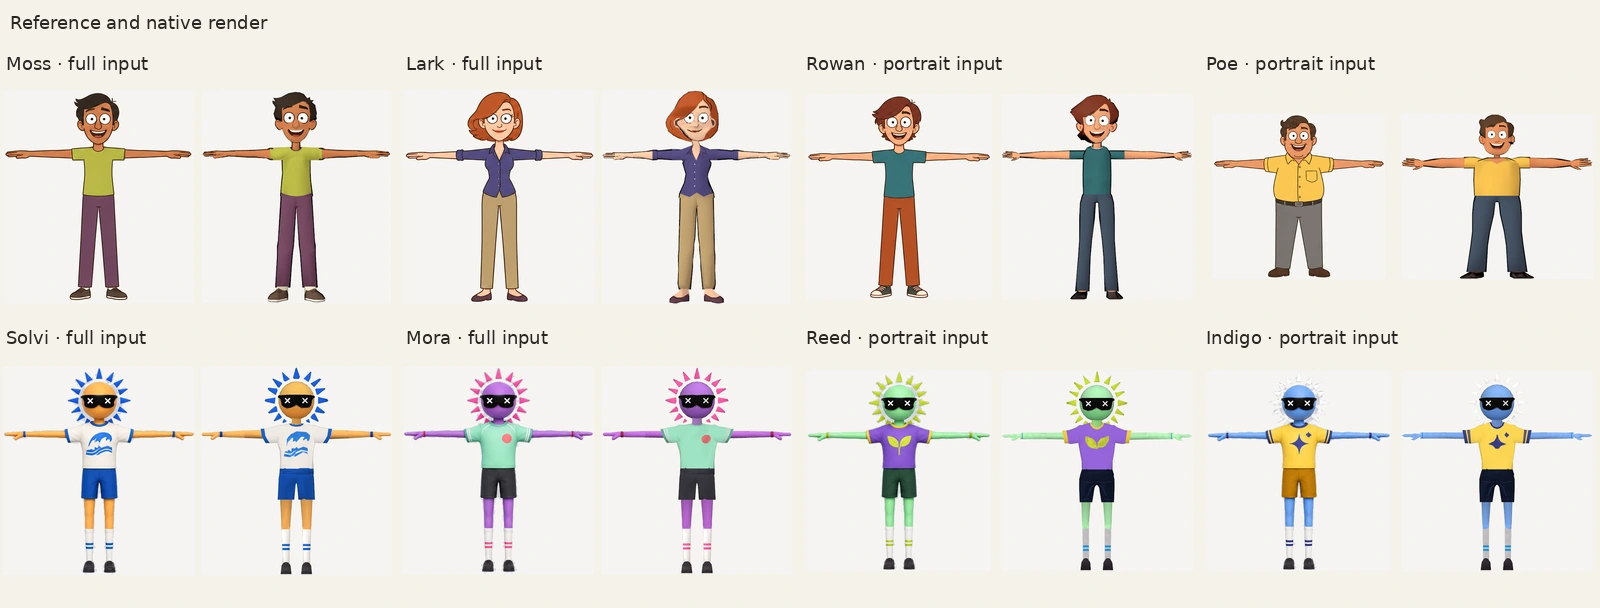 Reference and native render
Moss · full input
Lark · full input
Rowan · portrait input
Poe · portrait input
Solvi · full input
Mora · full input
Reed · portrait input
Indigo · portrait input